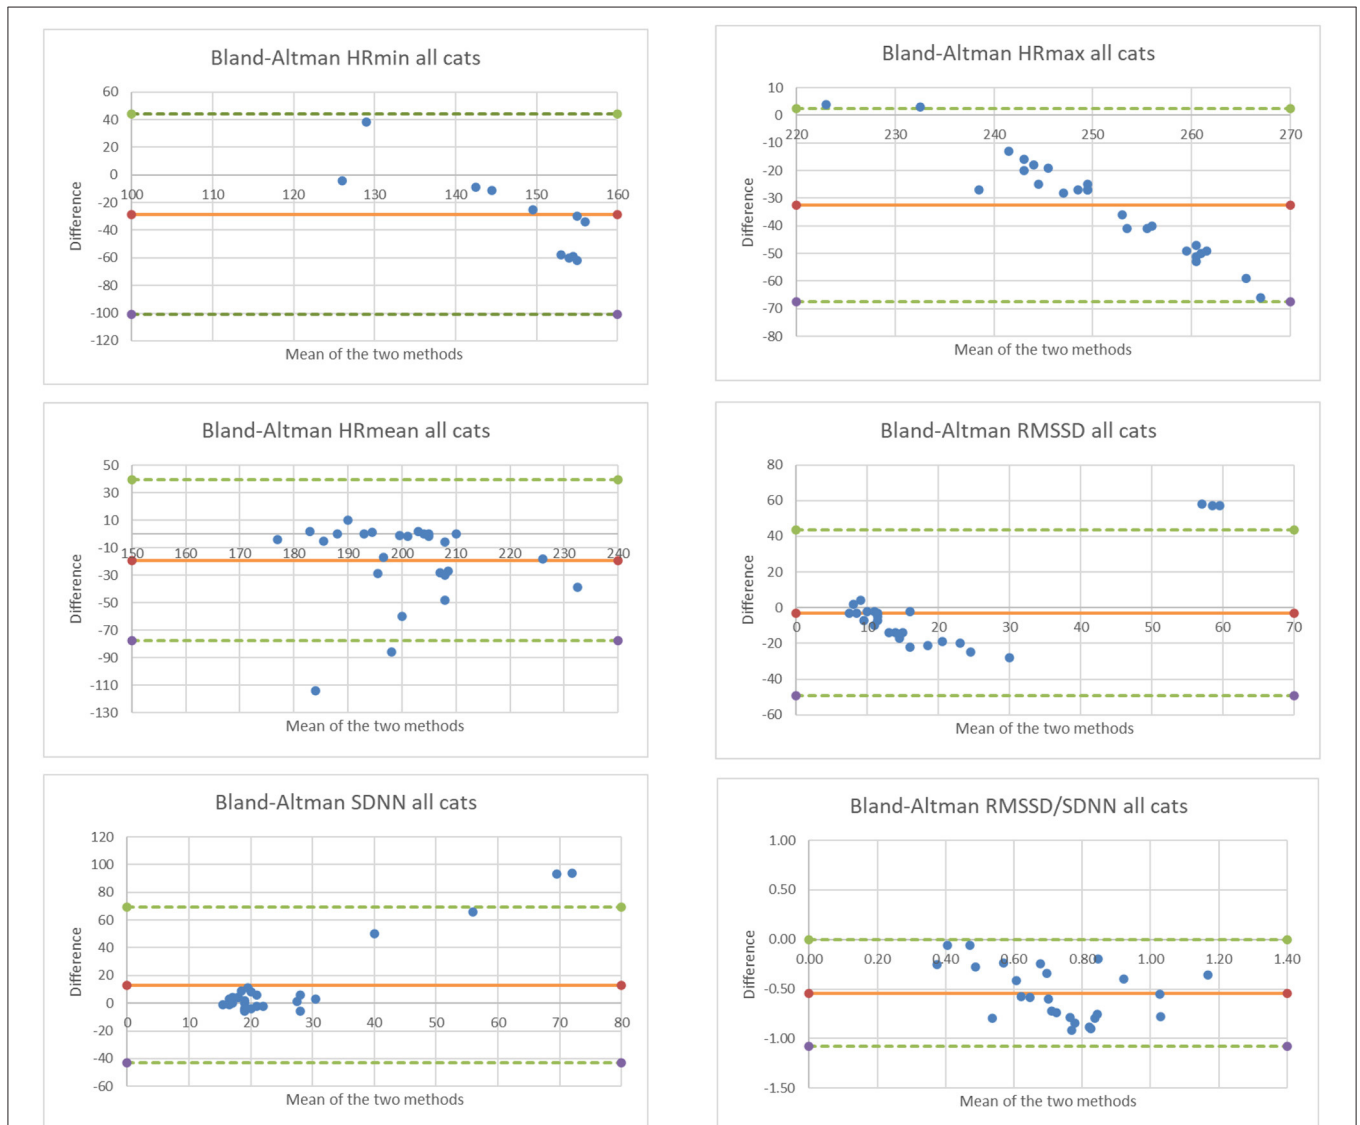 Bland-Altman HRmin all cats
60
40
20
0
-20
-40
-60
-80
-100
-120
100 110 120 130 140 150 160
Difference
Mean of the two methods
Bland-Altman HRmax all cats
10
0
-10
-20
-30
-40
-50
-60
-70
-80
220 230 240 250 260 270
Difference
Mean of the two methods
Bland-Altman HRmean all cats
50
30
10
-10
-30
-50
-70
-90
-110
-130
150 160 170 180 190 200 210 220 230 240
Difference
Mean of the two methods
Bland-Altman RMSSD all cats
80
60
40
20
0
-20
-40
-60
0 10 20 30 40 50 60 70
Difference
Mean of the two methods
Bland-Altman SDNN all cats
120
100
80
60
40
20
0
-20
-40
-60
0 10 20 30 40 50 60 70 80
Difference
Mean of the two methods
Bland-Altman RMSSD/SDNN all cats
1.00
0.50
0.00
-0.50
-1.00
-1.50
0.00 0.20 0.40 0.60 0.80 1.00 1.20 1.40
Difference
Mean of the two methods